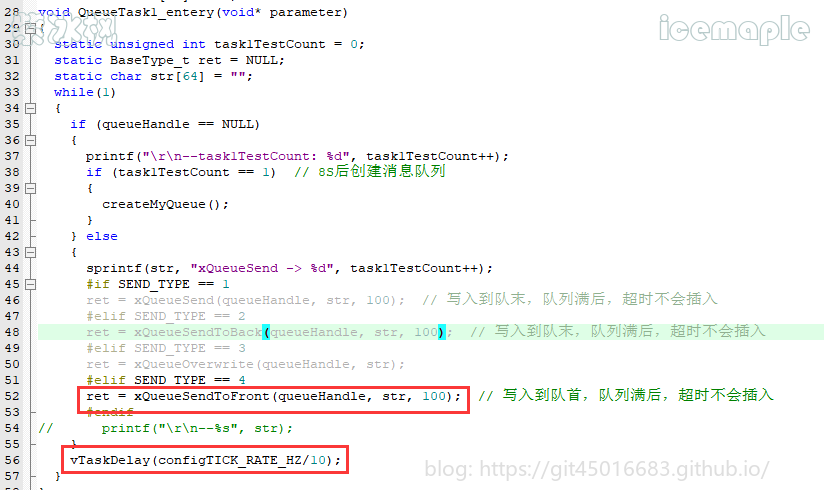 icemaple
28 void QueueTask1_entery(void* parameter)
29 {
30 static unsigned int task1TestCount = 0;
31 static BaseType_t ret = NULL;
32 static char str[64] = "";
33 while(1)
34 {
35 if (queueHandle == NULL)
36 {
37 printf("\r\n--task1TestCount: %d", task1TestCount++);
38 if (task1TestCount == 1) // 8S后创建消息队列
39 {
40 createMyQueue();
41 }
42 } else
43 {
44 sprintf(str, "xQueueSend -> %d", task1TestCount++);
45 #if SEND_TYPE == 1
46 ret = xQueueSend(queueHandle, str, 100); // 写入到队末，队列满后，超时不会插入
47 #elif SEND_TYPE == 2
48 ret = xQueueSendToBack(queueHandle, str, 100); // 写入到队末，队列满后，超时不会插入
49 #elif SEND_TYPE == 3
50 ret = xQueueOverwrite(queueHandle, str);
51 #elif SEND_TYPE == 4
52 ret = xQueueSendToFront(queueHandle, str, 100); // 写入到队首，队列满后，超时不会插入
53 #endif
54 // printf("\r\n--%s", str);
55 }
56 vTaskDelay(configTICK_RATE_HZ/10);
57 }
blog: https://git45016683.github.io/